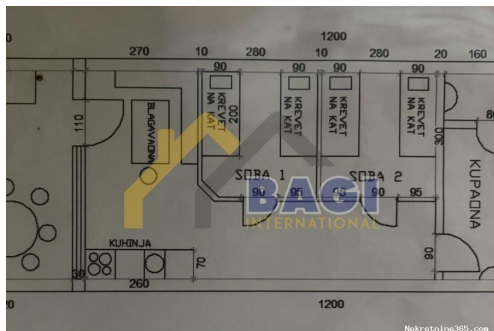 1200
270
10
280
10
280
20
160
90
90
90
90
110
BLAGAVAONA
KREVET
NA KAT
200
KREVET
NA KAT
KREVET
NA KAT
KREVET
NA KAT
300
80
SOBA 1
SOBA 2
KUPAONA
90
95
95
90
95
BAGI
INTERNATIONAL
KUHINJA
70
90
30
260
20
1200
Nekretnine365.com